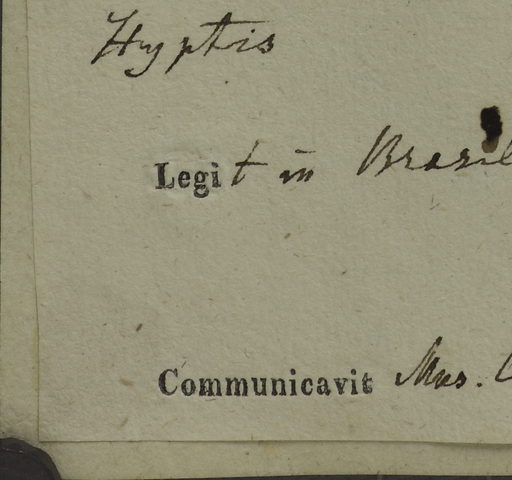 Hyptis
Legit in Brasil
Communicavit Mus.